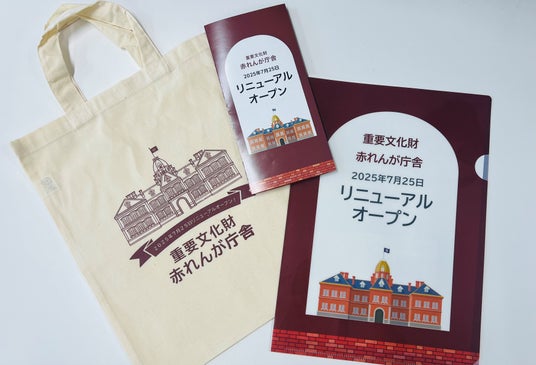 重要文化財
赤れんが庁舎
2025年7月25日
リニューアル
オープン
重要文化財
赤れんが庁舎
2025年7月25日
リニューアル
オープン
2025年7月25日リニューアルオープン!
重要文化財
赤れんが庁舎